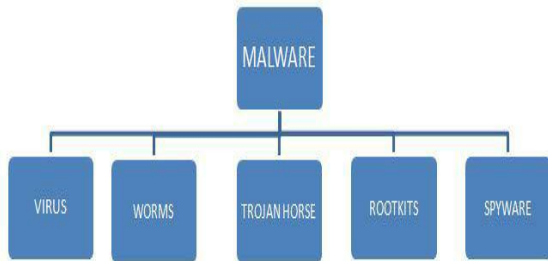 MALWARE
VIRUS
WORMS
TROJAN HORSE
ROOTKITS
SPYWARE